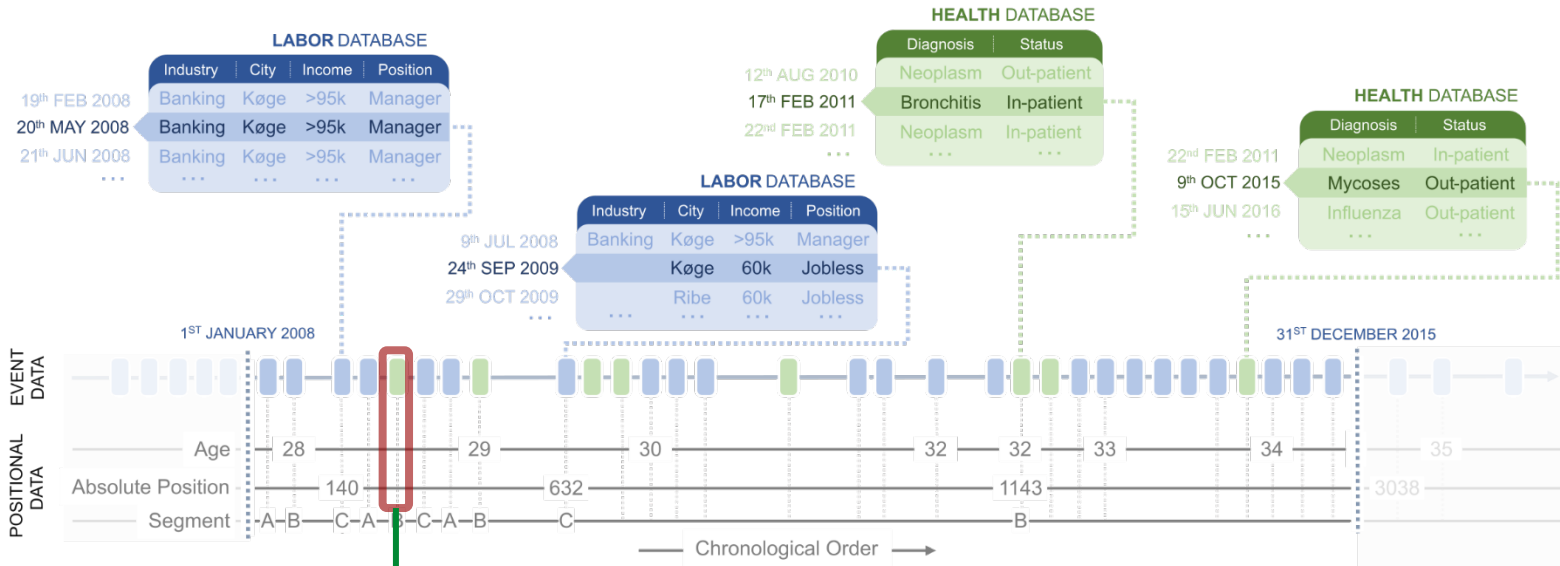 HEALTH DATABASE
Diagnosis Status
12th AUG 2010 Neoplasm Out-patient
17th FEB 2011 Bronchitis In-patient
22nd FEB 2011 Neoplasm In-patient
... ... ...
LABOR DATABASE
Industry City Income Position
19th FEB 2008 Banking Køge >95k Manager
20th MAY 2008 Banking Køge >95k Manager
21th JUN 2008 Banking Køge >95k Manager
... ... ... ... ...
HEALTH DATABASE
Diagnosis Status
22nd FEB 2011 Neoplasm In-patient
9th OCT 2015 Mycoses Out-patient
15th JUN 2016 Influenza Out-patient
... ... ...
LABOR DATABASE
Industry City Income Position
9th JUL 2008 Banking Køge >95k Manager
24th SEP 2009 Køge 60k Jobless
29th OCT 2009 Ribe 60k Jobless
... ... ... ... ...
1ST JANUARY 2008
31ST DECEMBER 2015
EVENT
DATA
POSITIONAL
DATA
Age 28 29 30 32 32 33 34 35
Absolute Position 140 632 1143 3038
Segment A B C A B C A B C B
Chronological Order